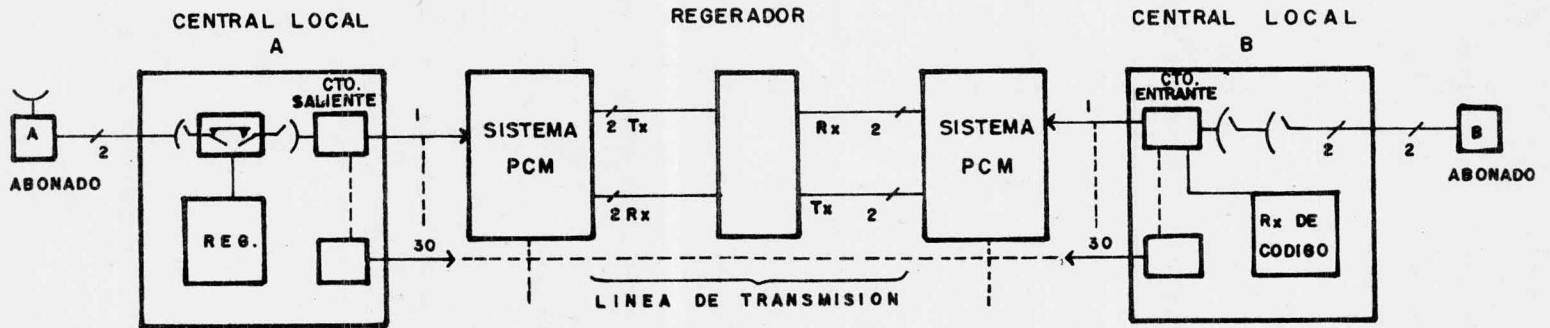 CENTRAL LOCAL
A
REGERADOR
CENTRAL LOCAL
B
A
2
ABONADO
CTO.
SALIENTE
REG.
1
30
SISTEMA
PCM
2 Tx
2 Rx
Rx 2
Tx 2
SISTEMA
PCM
1
30
CTO.
ENTRANTE
Rx DE
CODIGO
2
2
B
ABONADO
LINEA DE TRANSMISION